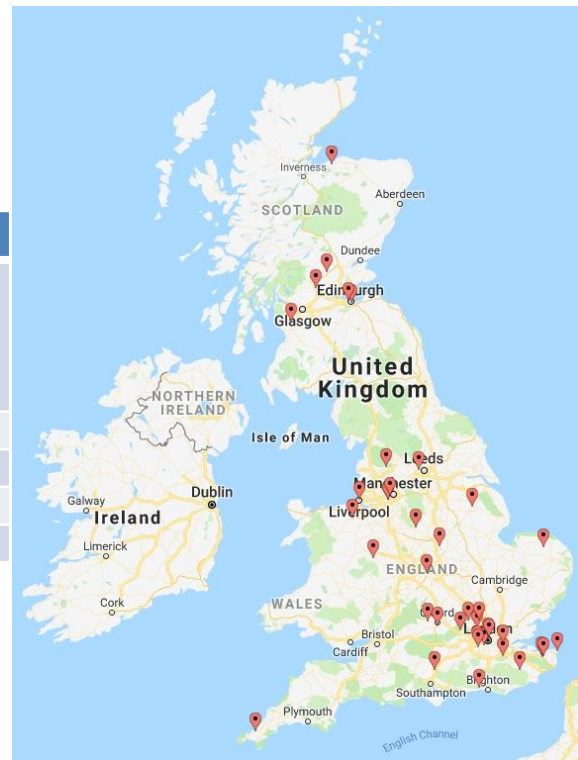 Inverness
Aberdeen
SCOTLAND
Dundee
Edinburgh
Glasgow
United
Kingdom
NORTHERN
IRELAND
Isle of Man
Leeds
Manchester
Dublin
Liverpool
Galway
Ireland
Limerick
ENGLAND
Cambridge
Cork
WALES
London
Bristol
Cardiff
Brighton
Southampton
Plymouth
English Channel